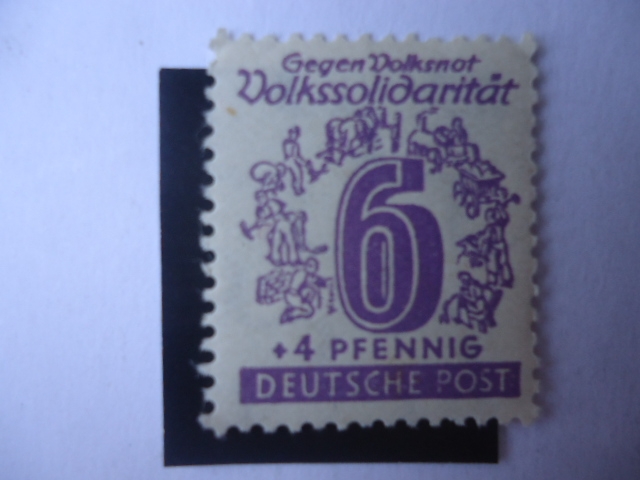 Gegen Volksnot
Volkssolidarität
6
+4 PFENNIG
DEUTSCHE POST